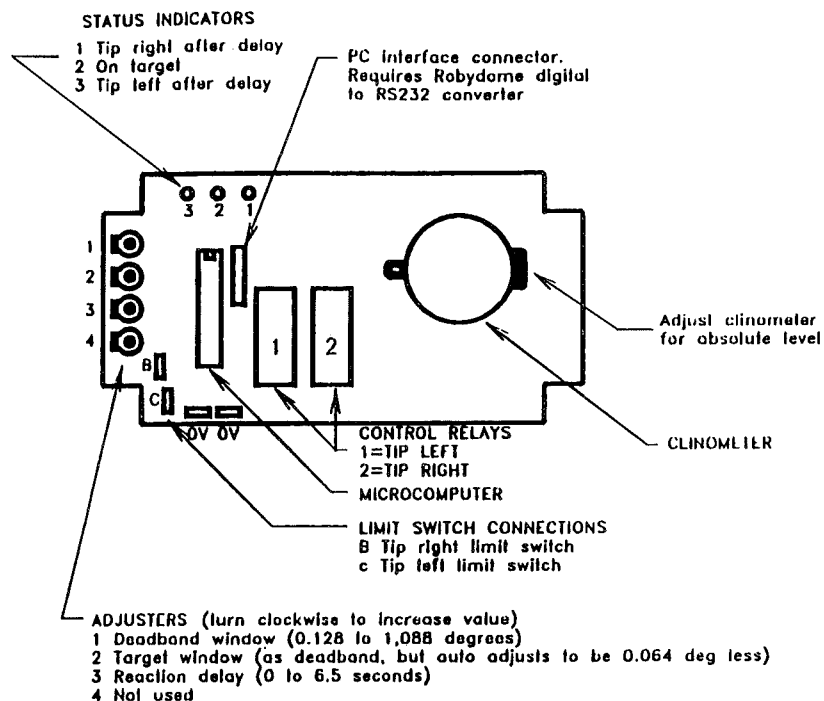 STATUS INDICATORS
1 Tip right after delay
2 On target
3 Tip left after delay
PC interface connector.
Requires Robydome digital
to RS232 converter
3 2 1
1
2
3
4
B
C
1 2
0V 0V
Adjust clinometer
for absolute level
CLINOMETER
CONTROL RELAYS
1=TIP LEFT
2=TIP RIGHT
MICROCOMPUTER
LIMIT SWITCH CONNECTIONS
B Tip right limit switch
c Tip left limit switch
ADJUSTERS (turn clockwise to increase value)
1 Deadband window (0.128 to 1,088 degrees)
2 Target window (as deadband, but auto adjusts to be 0.064 deg less)
3 Reaction delay (0 to 6.5 seconds)
4 Not used